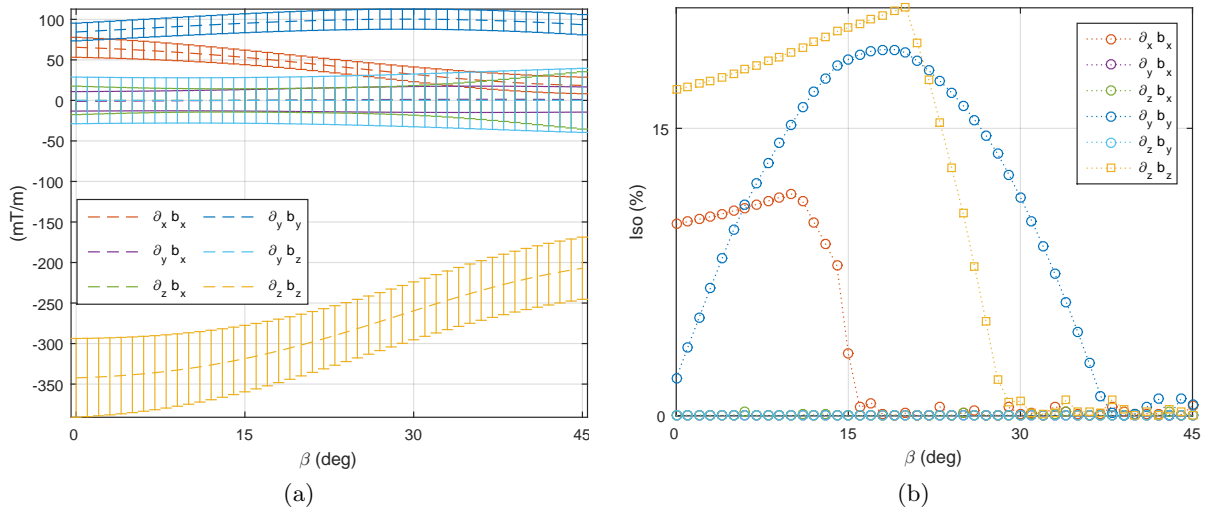 100
50
0
-50
-100
-150
-200
-250
-300
-350
(mT/m)
∂x bx
∂y by
∂y bx
∂y bz
∂z bx
∂z bz
0
15
30
45
β (deg)
(a)
15
0
Iso (%)
∂x bx
∂y bx
∂z bx
∂y by
∂z by
∂z bz
0
15
30
45
β (deg)
(b)